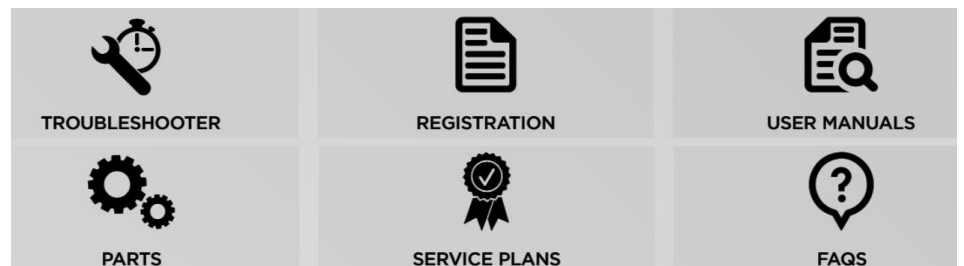 TROUBLESHOOTER
REGISTRATION
USER MANUALS
PARTS
SERVICE PLANS
FAQS